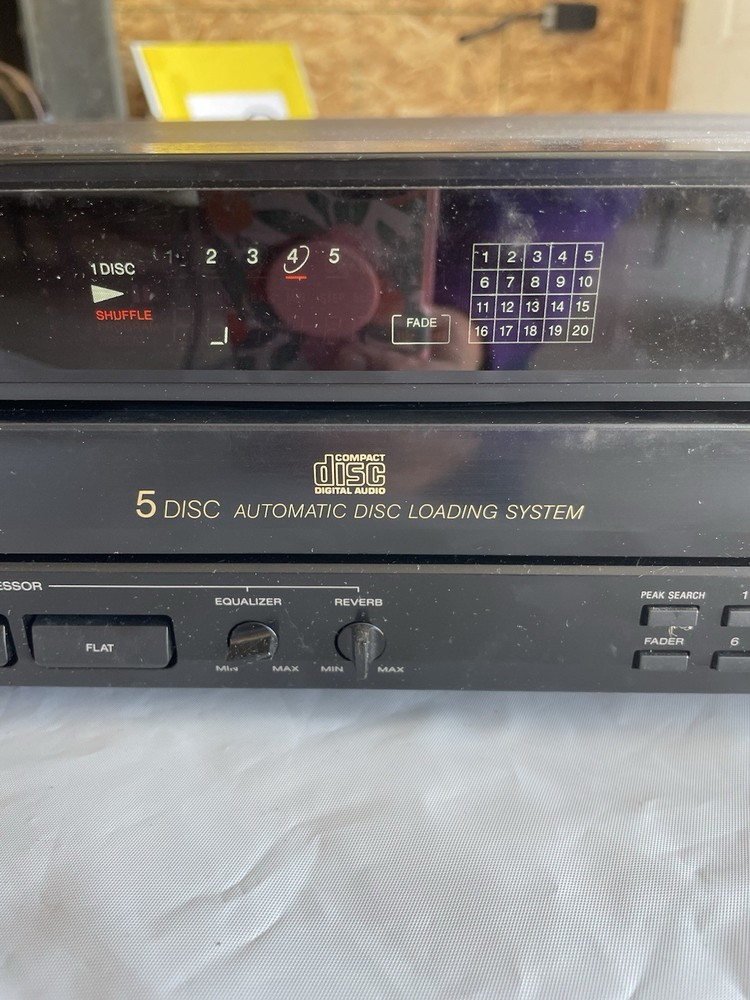 1 DISC
SHUFFLE
1 2 3 4 5
FADE
1 2 3 4 5
6 7 8 9 10
11 12 13 14 15
16 17 18 19 20
COMPACT
disc
DIGITAL AUDIO
5 DISC AUTOMATIC DISC LOADING SYSTEM
ESSOR
EQUALIZER
REVERB
FLAT
MIN MAX
MIN MAX
PEAK SEARCH
1
FADER
6